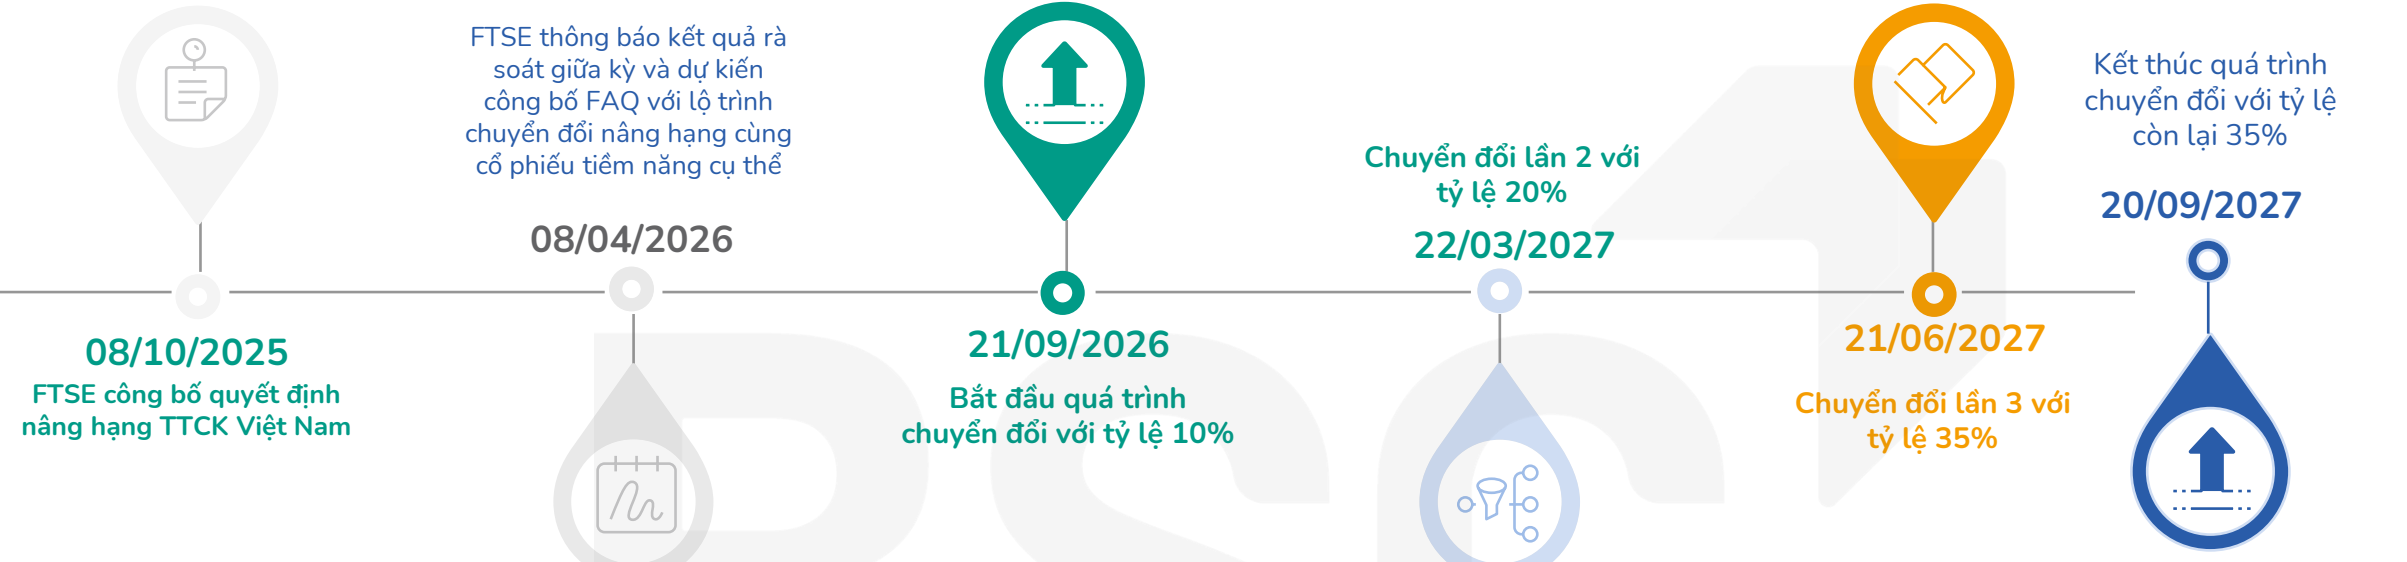 08/10/2025
FTSE công bố quyết định
nâng hạng TTCK Việt Nam
FTSE thông báo kết quả rà
soát giữa kỳ và dự kiến
công bố FAQ với lộ trình
chuyển đổi nâng hạng cùng
cổ phiếu tiềm năng cụ thể
08/04/2026
21/09/2026
Bắt đầu quá trình
chuyển đổi với tỷ lệ 10%
Chuyển đổi lần 2 với
tỷ lệ 20%
22/03/2027
21/06/2027
Chuyển đổi lần 3 với
tỷ lệ 35%
Kết thúc quá trình
chuyển đổi với tỷ lệ
còn lại 35%
20/09/2027